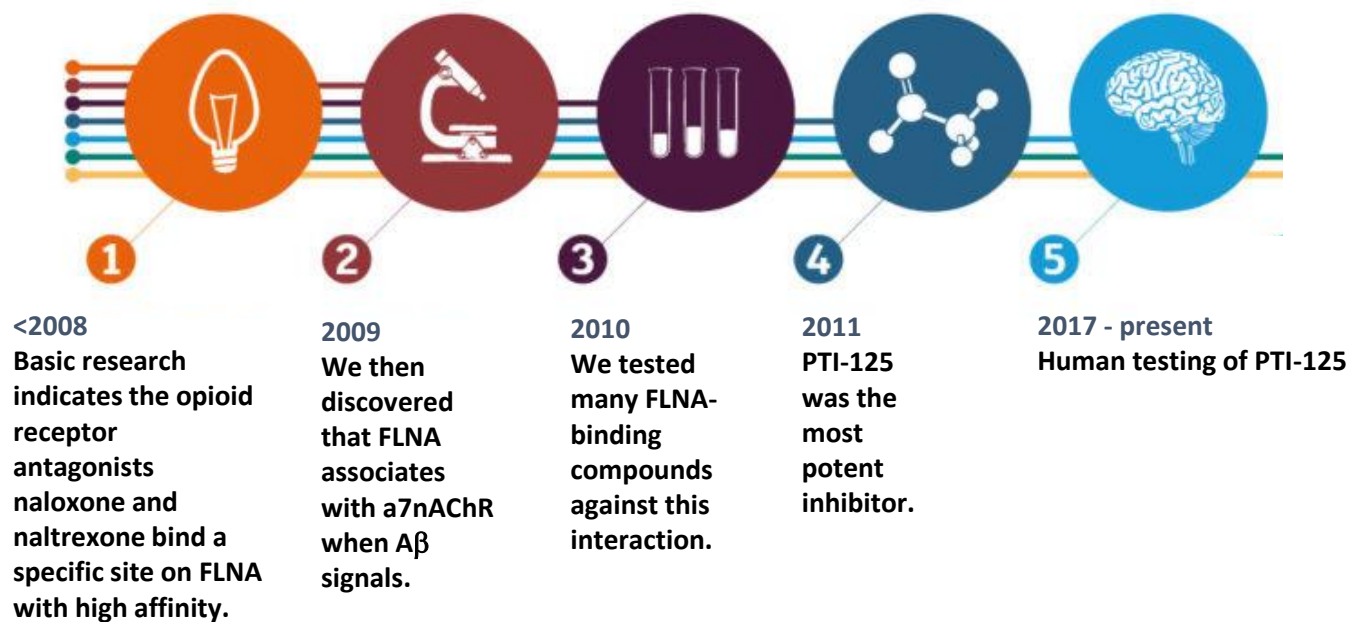 1
2
3
4
5
<2008
Basic research
indicates the opioid
receptor
antagonists
naloxone and
naltrexone bind a
specific site on FLNA
with high affinity.
2009
We then
discovered
that FLNA
associates
with a7nAChR
when Aβ
signals.
2010
We tested
many FLNA-
binding
compounds
against this
interaction.
2011
PTI-125
was the
most
potent
inhibitor.
2017 - present
Human testing of PTI-125